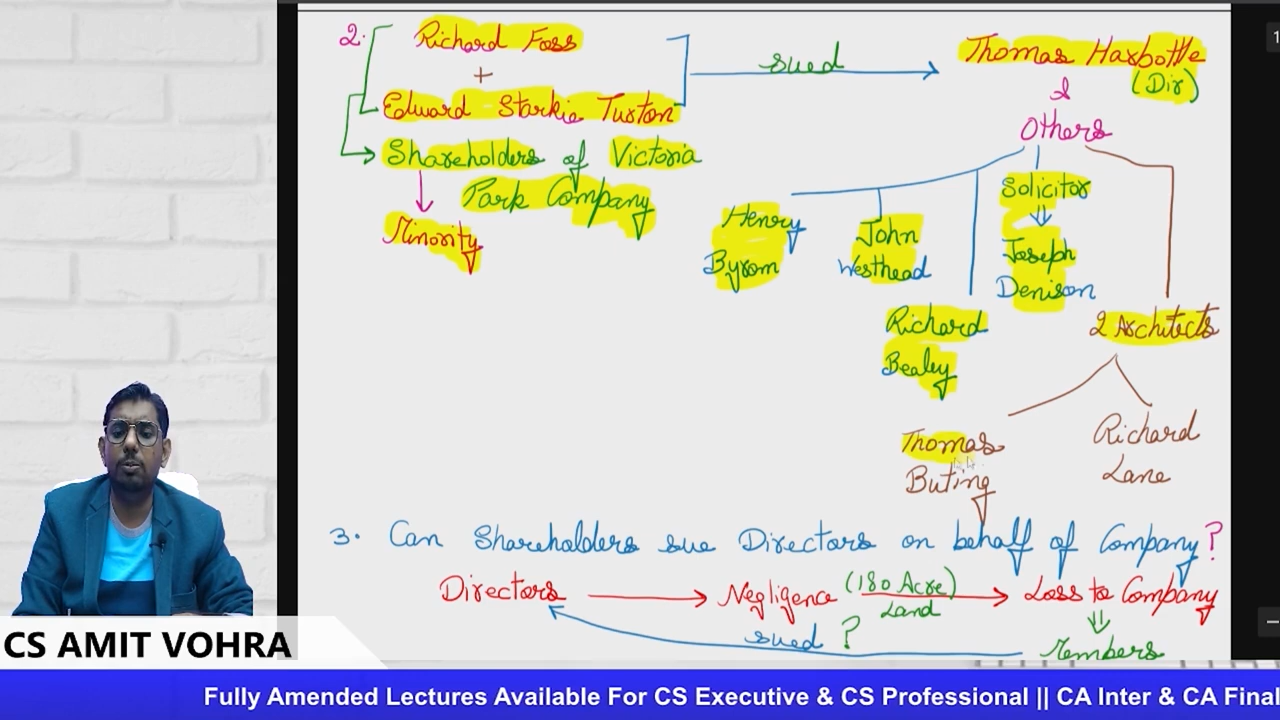 2. Richard Foss
+
Edward Starkie Turton
Shareholders of Victoria
Park Company
Minority
sued
Thomas Harbottle
(Dir)
&
Others
Henry
Byrom
John
Westhead
Richard
Bealey
Solicitor
Joseph
Denison
2 Architects
Thomas
Buting
Richard
Lane
3. Can Shareholders sue Directors on behalf of Company?
Directors Negligence (180 Acre) Loss to Company
Land
sued ?
Members
1
CS AMIT VOHRA
Fully Amended Lectures Available For CS Executive & CS Professional || CA Inter & CA Final